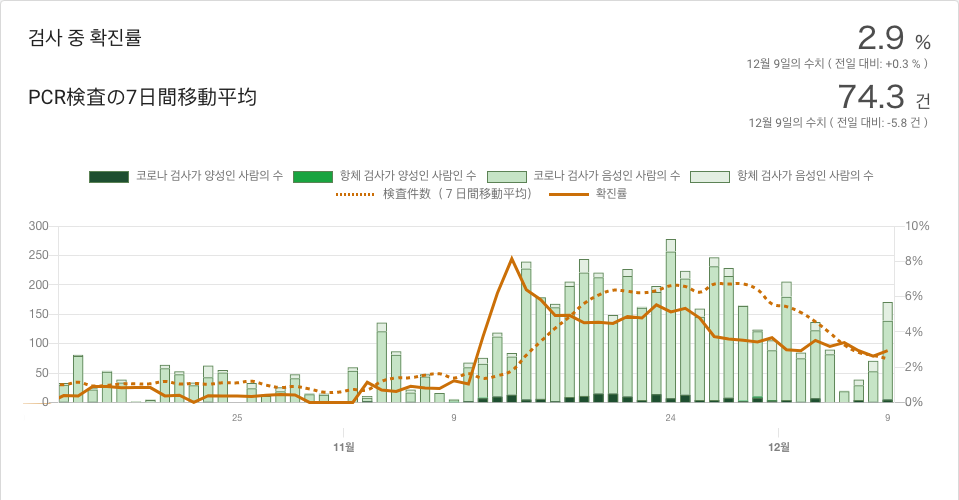 검사 중 확진률
2.9 %
12월 9일의 수치 ( 전일 대비: +0.3 % )
PCR検査の7日間移動平均
74.3 건
12월 9일의 수치 ( 전일 대비: -5.8 건 )
코로나 검사가 양성인 사람의 수 항체 검사가 양성인 사람인 수 코로나 검사가 음성인 사람의 수 항체 검사가 음성인 사람의 수
検査件数（７日間移動平均) 확진률
300 10%
250 8%
200 6%
150 4%
100
50 2%
0 0%
25 9 24 9
11월 12월